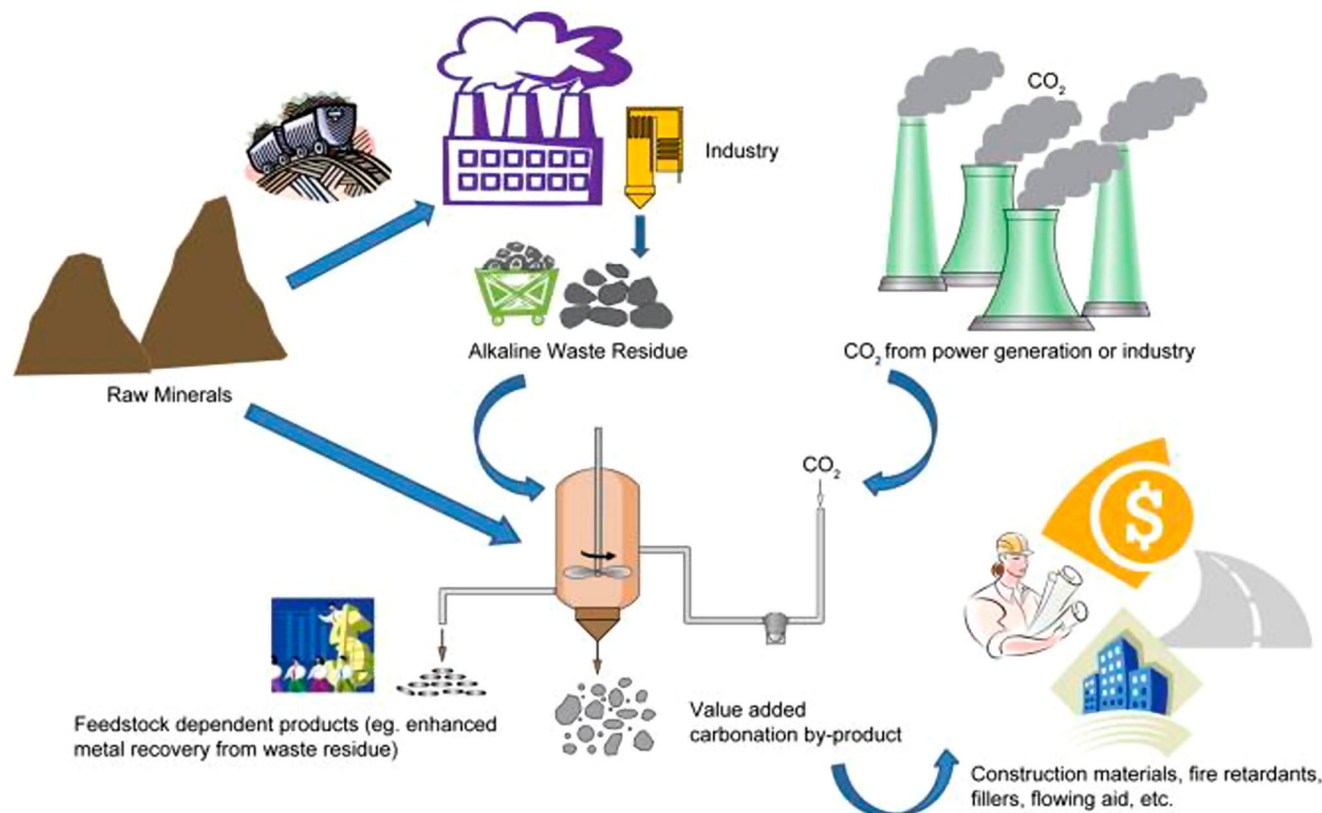 CO₂
Industry
Alkaline Waste Residue
CO₂ from power generation or industry
Raw Minerals
CO₂
$
Feedstock dependent products (eg. enhanced
metal recovery from waste residue)
Value added
carbonation by-product
Construction materials, fire retardants,
fillers, flowing aid, etc.